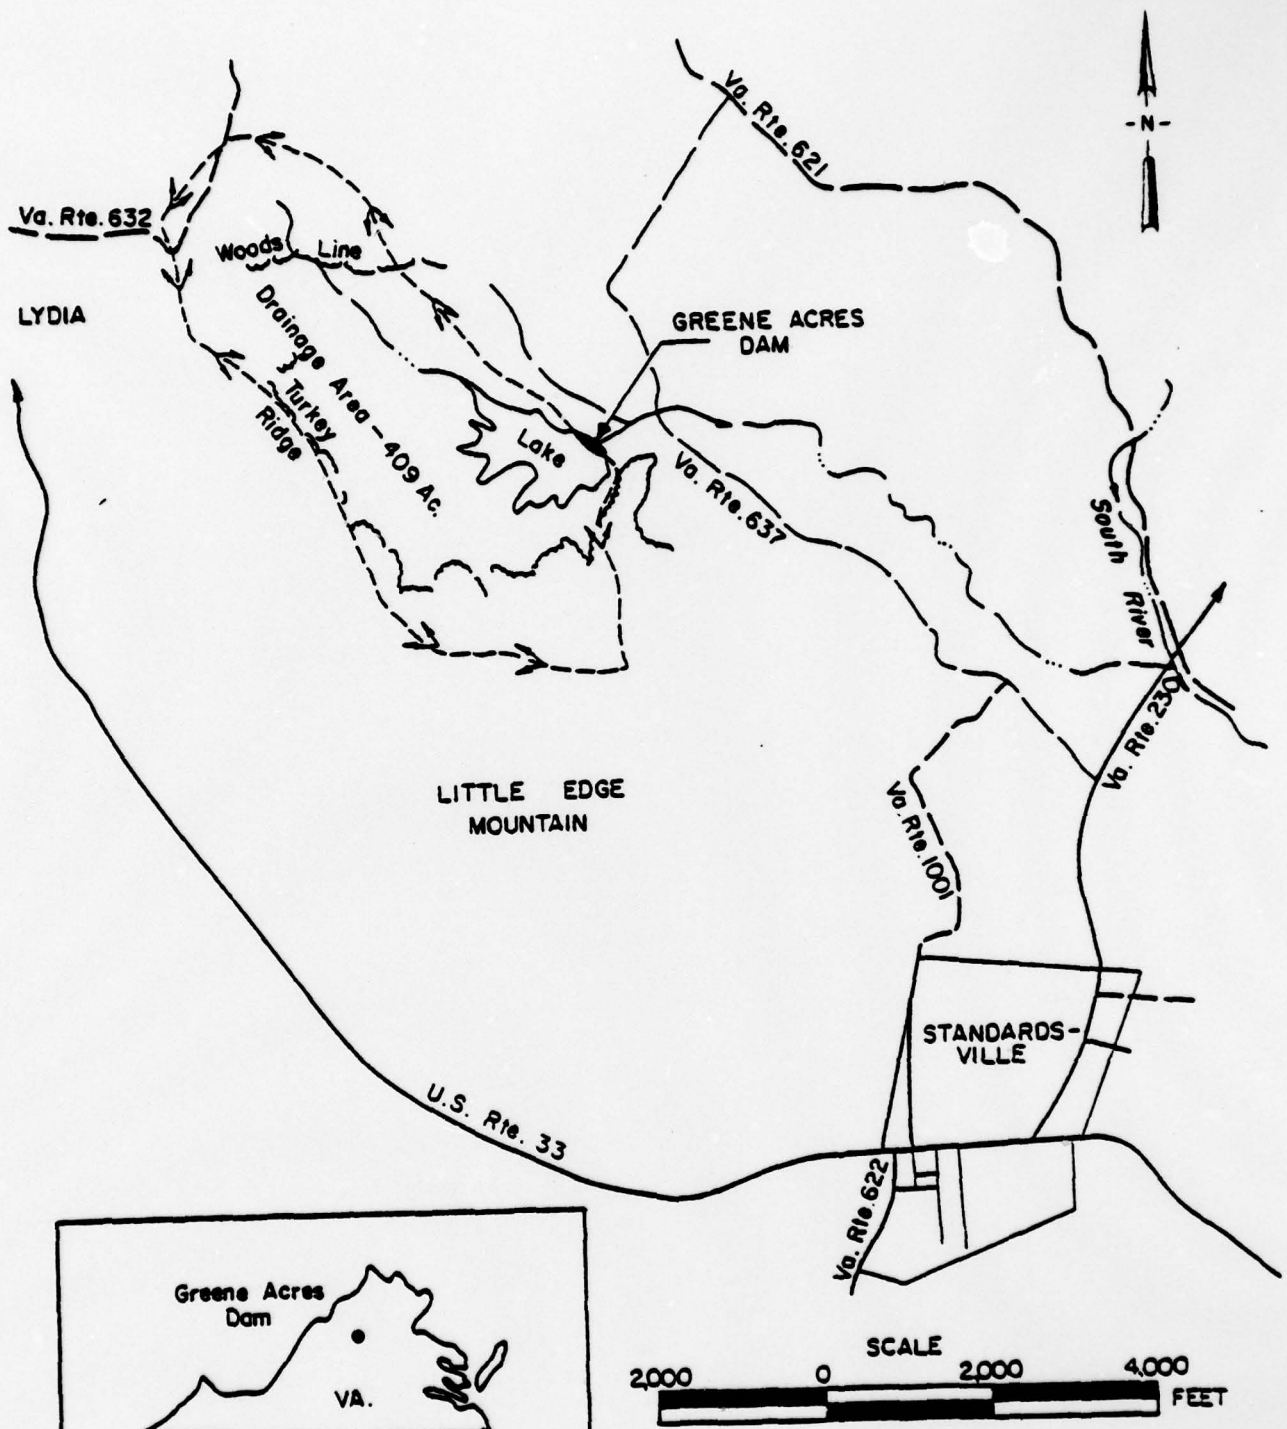 Va. Rte. 621
- N -
Va. Rte. 632
Woods Line
LYDIA
GREENE ACRES
DAM
Drainage Area - 409 Ac.
Turkey
Ridge
Lake
Va. Rte. 637
South River
Va. Rte. 230
LITTLE EDGE
MOUNTAIN
Va. Rte. 1001
STANDARDS-
VILLE
U.S. Rte. 33
Va. Rte. 622
Greene Acres
Dam
VA.
SCALE
2,000 0 2,000 4,000
FEET